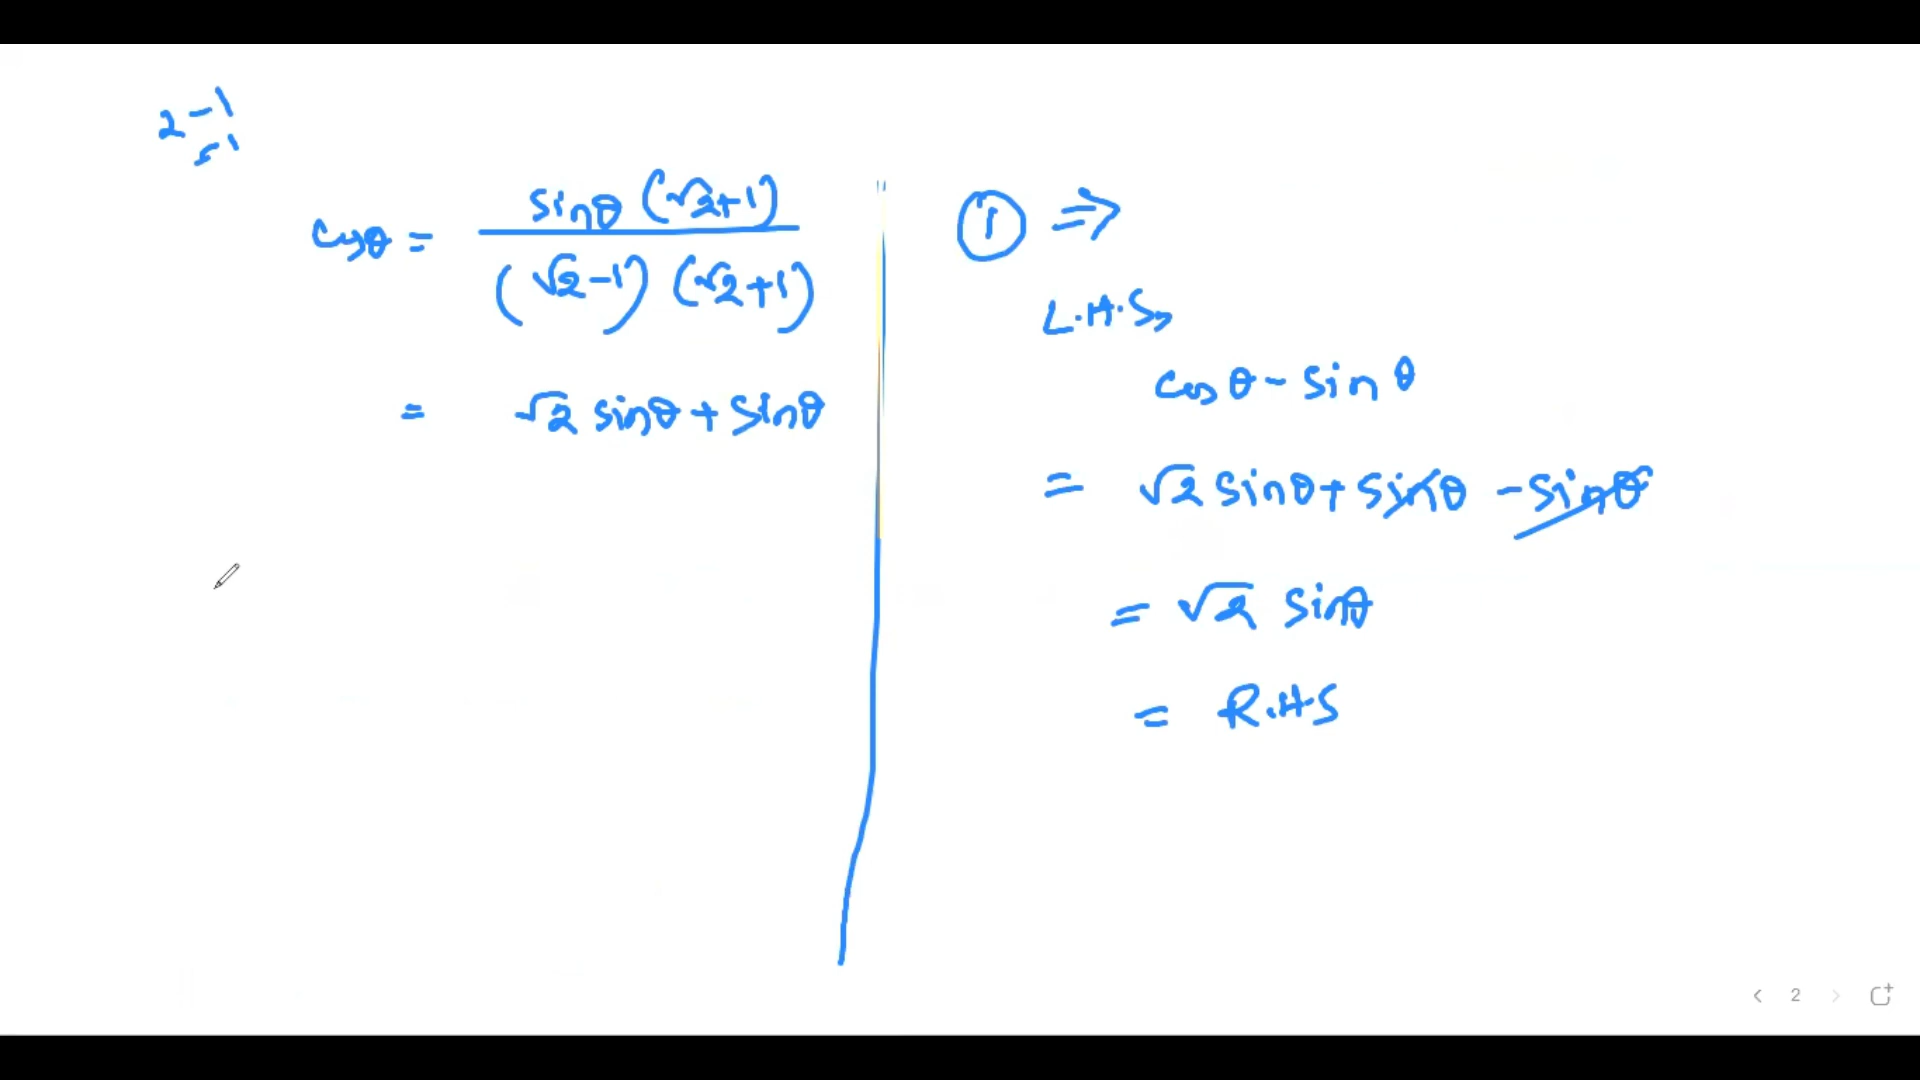 2 - 1
= 1
cosθ = sinθ (√2+1) / (√2-1) (√2+1)
= √2 sinθ + sinθ
① ⇒
L.H.S,
cosθ - sinθ
= √2 sinθ + sinθ - sinθ
= √2 sinθ
= R.H.S
2